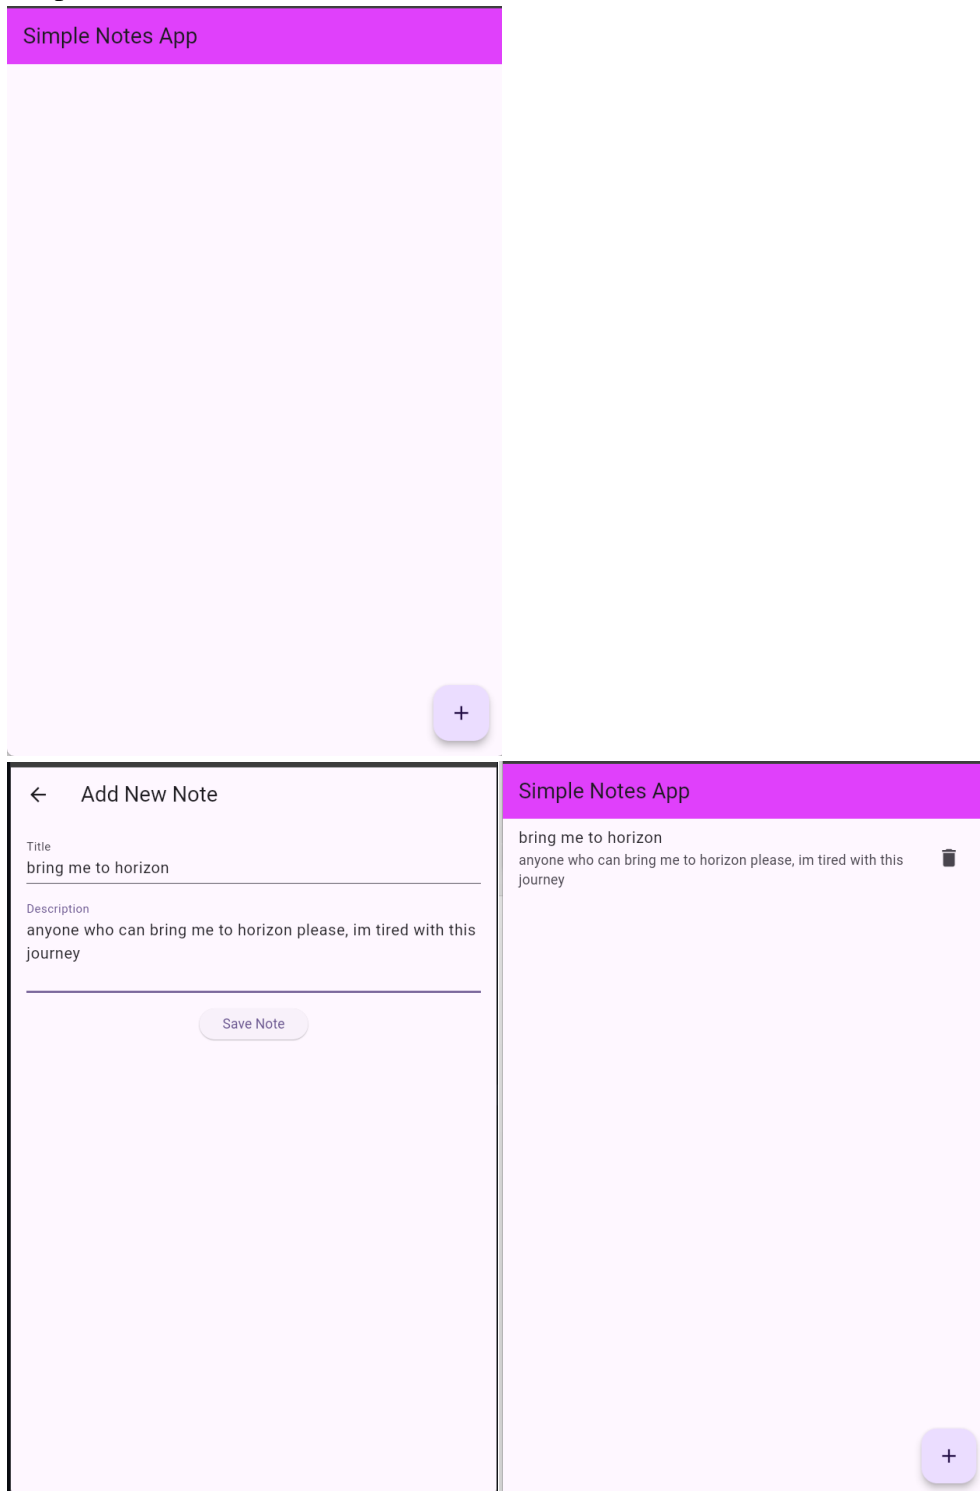 Simple Notes App
Add New Note
Title
bring me to horizon
Description
anyone who can bring me to horizon please, im tired with this
journey
Save Note
Simple Notes App
bring me to horizon
anyone who can bring me to horizon please, im tired with this
journey